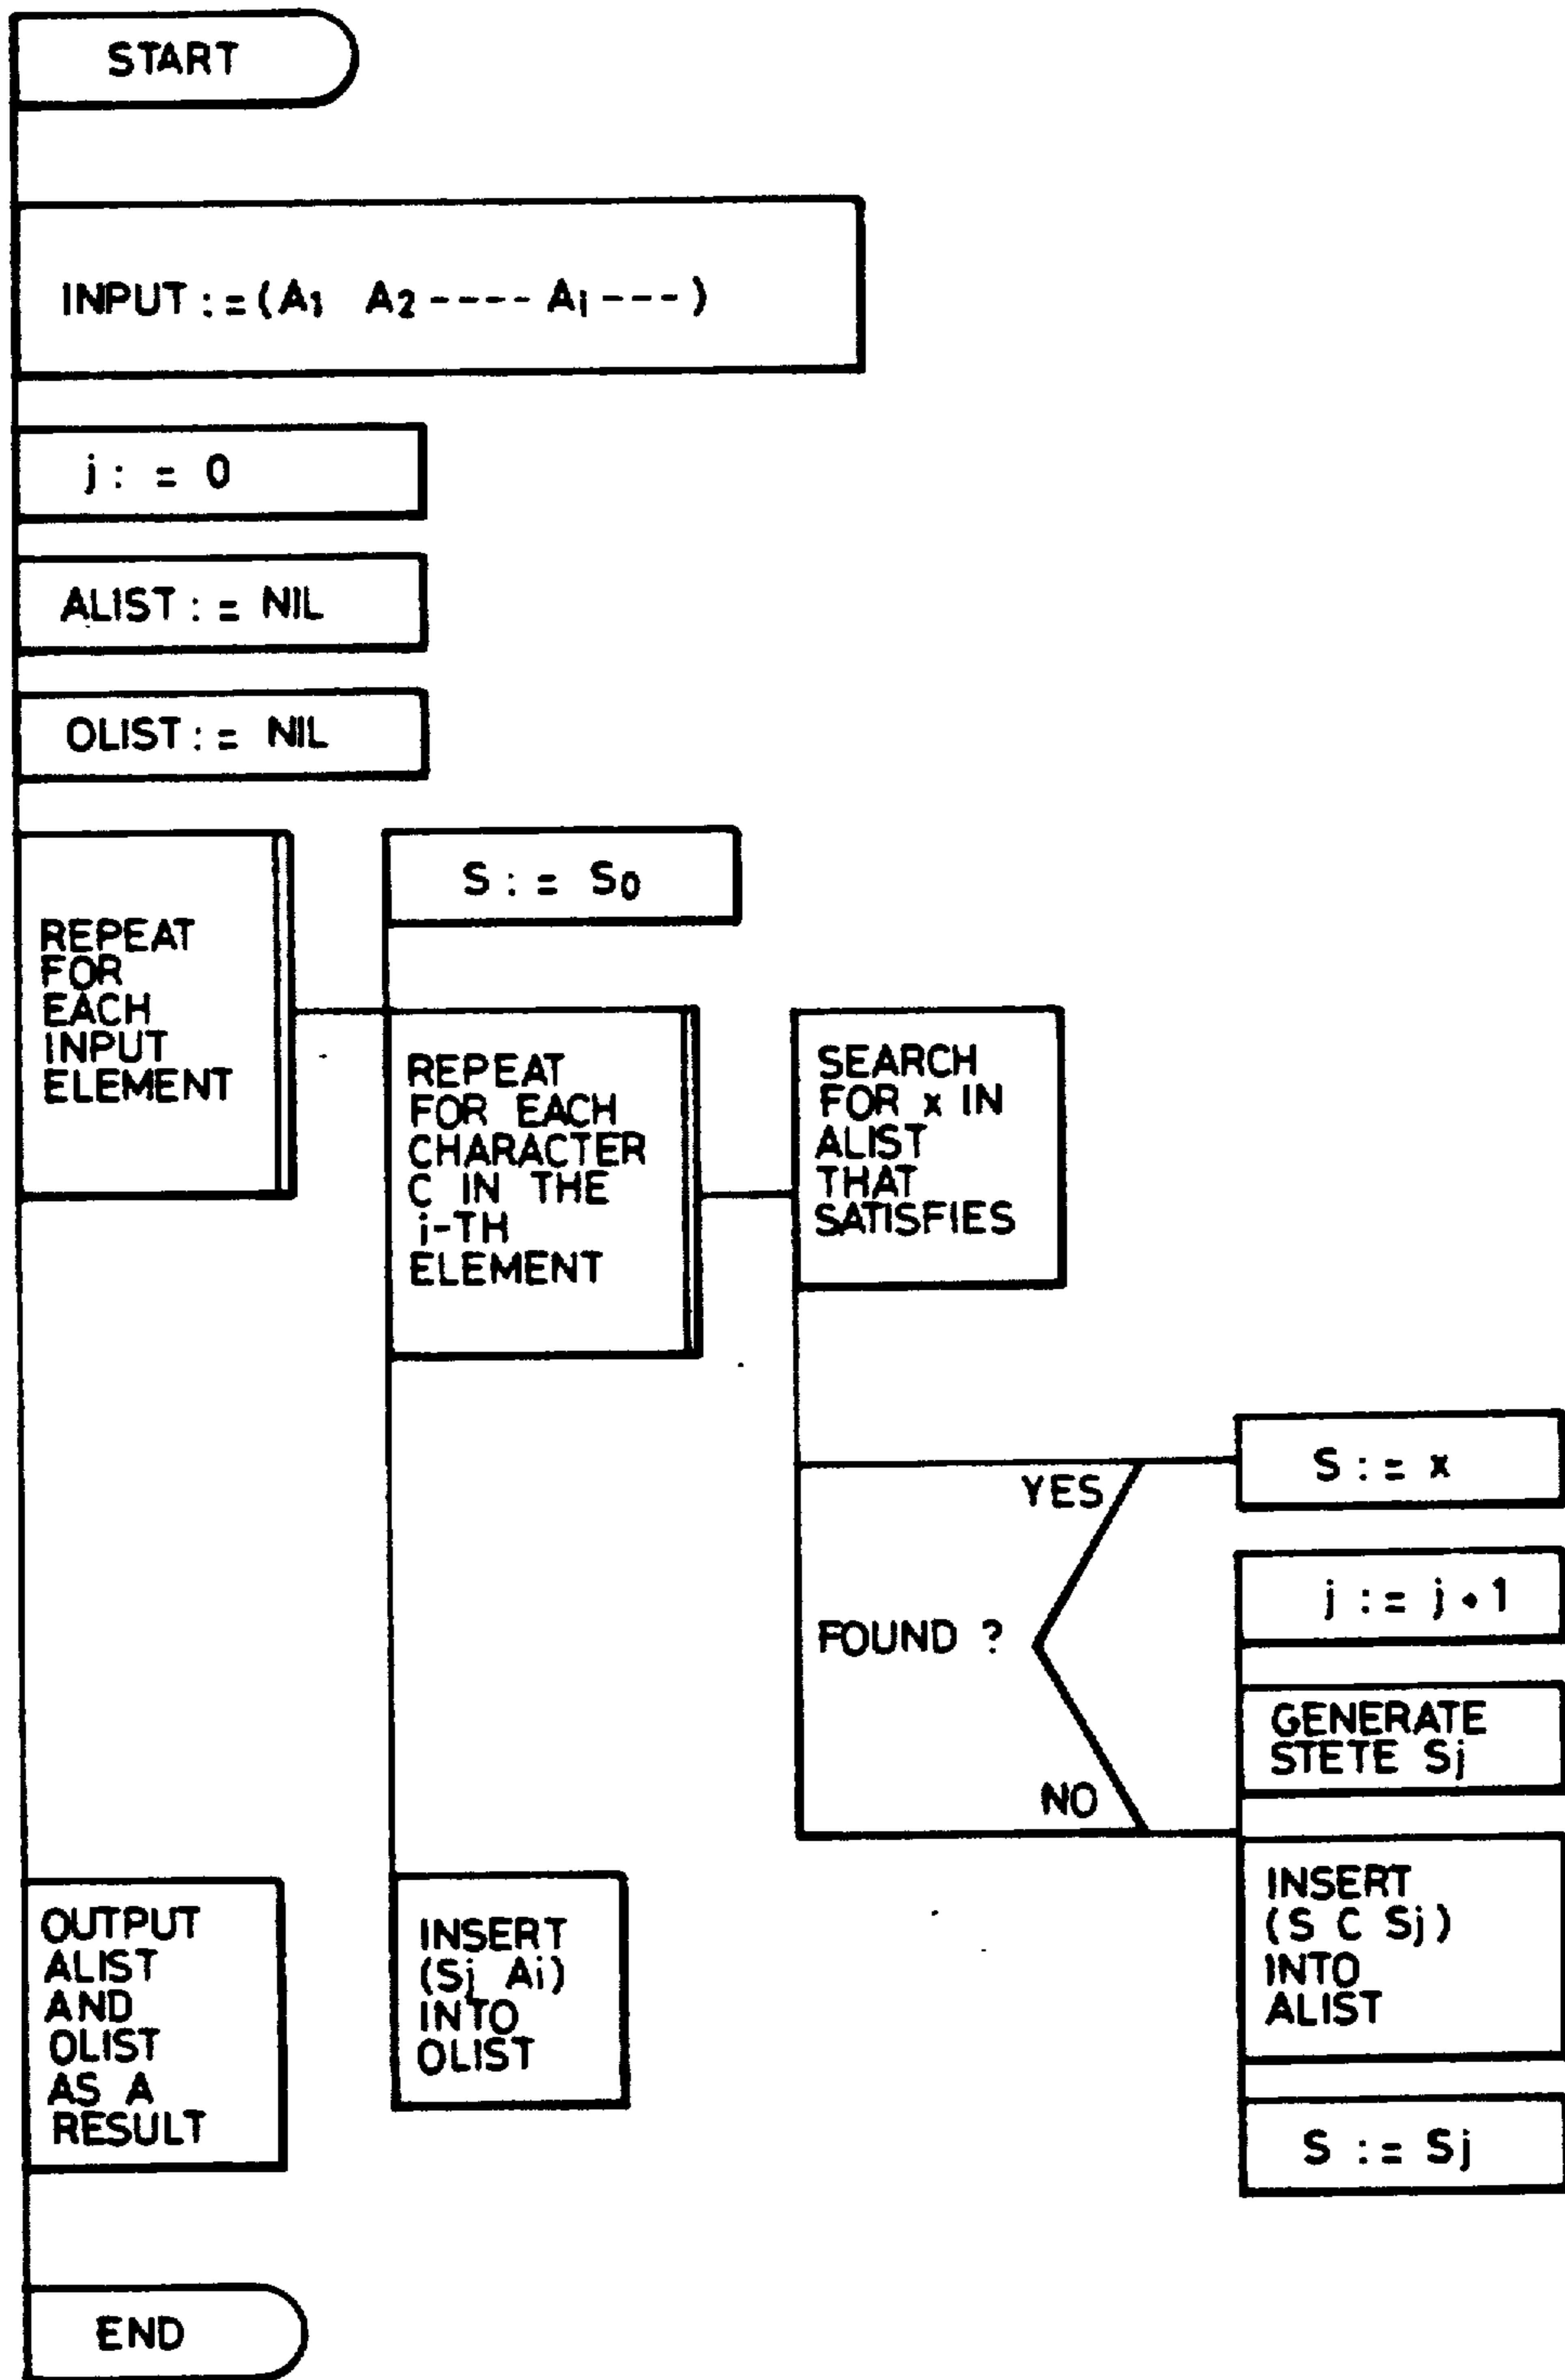 START
INPUT := (A1 A2 ---- Ai --- )
j : = 0
ALIST : = NIL
OLIST : = NIL
REPEAT
FOR
EACH
INPUT
ELEMENT
S : = S0
REPEAT
FOR EACH
CHARACTER
C IN THE
i-TH
ELEMENT
SEARCH
FOR x IN
ALIST
THAT
SATISFIES
FOUND ?
YES
S : = x
NO
j : = j + 1
GENERATE
STETE Sj
INSERT
(S C Sj)
INTO
ALIST
S : = Sj
INSERT
(Sj Ai)
INTO
OLIST
OUTPUT
ALIST
AND
OLIST
AS A
RESULT
END